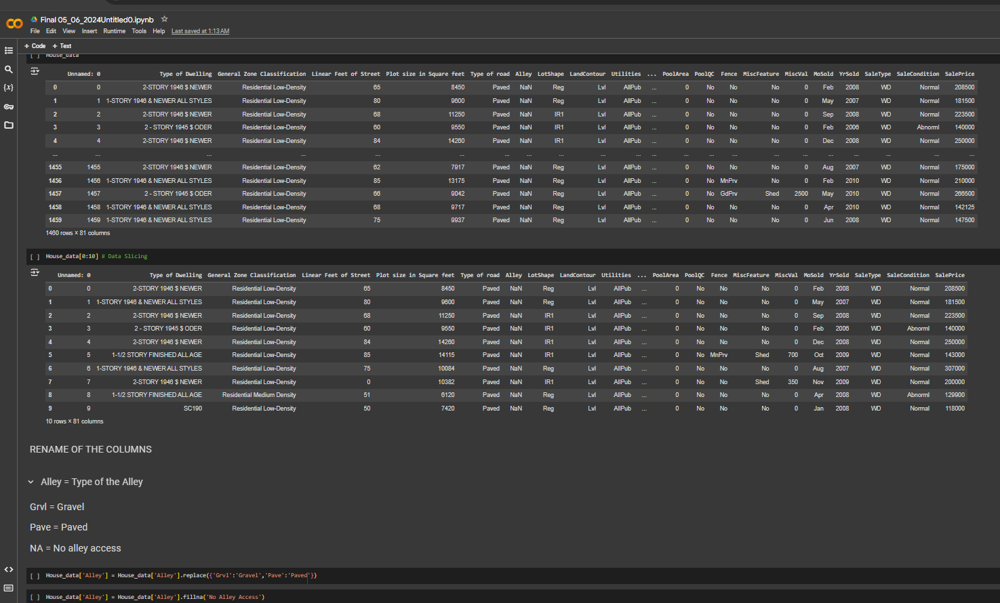 Final 05_06_2024Untitled0.ipynb
File Edit View Insert Runtime Tools Help Last saved at 1:13 AM
+ Code + Text
[ ] House_data
Unnamed: 0 Type of Dwelling General Zone Classification Linear Feet of Street Plot size in Square feet Type of road Alley LotShape LandContour Utilities ... PoolArea PoolQC Fence MiscFeature MiscVal MoSold YrSold SaleType SaleCondition SalePrice
0 0 2-STORY 1946 $ NEWER Residential Low-Density 65 8450 Paved NaN Reg Lvl AllPub ... 0 No No No 0 Feb 2008 WD Normal 208500
1 1 1-STORY 1946 & NEWER ALL STYLES Residential Low-Density 80 9600 Paved NaN Reg Lvl AllPub ... 0 No No No 0 May 2007 WD Normal 181500
2 2 2-STORY 1946 $ NEWER Residential Low-Density 68 11250 Paved NaN IR1 Lvl AllPub ... 0 No No No 0 Sep 2008 WD Normal 223500
3 3 2 - STORY 1945 $ ODER Residential Low-Density 60 9550 Paved NaN IR1 Lvl AllPub ... 0 No No No 0 Feb 2006 WD Abnorml 140000
4 4 2-STORY 1946 $ NEWER Residential Low-Density 84 14260 Paved NaN IR1 Lvl AllPub ... 0 No No No 0 Dec 2008 WD Normal 250000
... ... ... ... ... ... ... ... ... ... ... ... ... ... ... ... ... ... ... ... ... ...
1455 1455 2-STORY 1946 $ NEWER Residential Low-Density 62 7917 Paved NaN Reg Lvl AllPub ... 0 No No No 0 Aug 2007 WD Normal 175000
1456 1456 1-STORY 1946 & NEWER ALL STYLES Residential Low-Density 85 13175 Paved NaN Reg Lvl AllPub ... 0 No MnPrv No 0 Feb 2010 WD Normal 210000
1457 1457 2 - STORY 1945 $ ODER Residential Low-Density 66 9042 Paved NaN Reg Lvl AllPub ... 0 No GdPrv Shed 2500 May 2010 WD Normal 266500
1458 1458 1-STORY 1946 & NEWER ALL STYLES Residential Low-Density 68 9717 Paved NaN Reg Lvl AllPub ... 0 No No No 0 Apr 2010 WD Normal 142125
1459 1459 1-STORY 1946 & NEWER ALL STYLES Residential Low-Density 75 9937 Paved NaN Reg Lvl AllPub ... 0 No No No 0 Jun 2008 WD Normal 147500
1460 rows × 81 columns
[ ] House_data[0:10] # Data Slicing
Unnamed: 0 Type of Dwelling General Zone Classification Linear Feet of Street Plot size in Square feet Type of road Alley LotShape LandContour Utilities ... PoolArea PoolQC Fence MiscFeature MiscVal MoSold YrSold SaleType SaleCondition SalePrice
0 0 2-STORY 1946 $ NEWER Residential Low-Density 65 8450 Paved NaN Reg Lvl AllPub ... 0 No No No 0 Feb 2008 WD Normal 208500
1 1 1-STORY 1946 & NEWER ALL STYLES Residential Low-Density 80 9600 Paved NaN Reg Lvl AllPub ... 0 No No No 0 May 2007 WD Normal 181500
2 2 2-STORY 1946 $ NEWER Residential Low-Density 68 11250 Paved NaN IR1 Lvl AllPub ... 0 No No No 0 Sep 2008 WD Normal 223500
3 3 2 - STORY 1945 $ ODER Residential Low-Density 60 9550 Paved NaN IR1 Lvl AllPub ... 0 No No No 0 Feb 2006 WD Abnorml 140000
4 4 2-STORY 1946 $ NEWER Residential Low-Density 84 14260 Paved NaN IR1 Lvl AllPub ... 0 No No No 0 Dec 2008 WD Normal 250000
5 5 1-1/2 STORY FINISHED ALL AGE Residential Low-Density 85 14115 Paved NaN IR1 Lvl AllPub ... 0 No MnPrv Shed 700 Oct 2009 WD Normal 143000
6 6 1-STORY 1946 & NEWER ALL STYLES Residential Low-Density 75 10084 Paved NaN Reg Lvl AllPub ... 0 No No No 0 Aug 2007 WD Normal 307000
7 7 2-STORY 1946 $ NEWER Residential Low-Density 0 10382 Paved NaN IR1 Lvl AllPub ... 0 No No Shed 350 Nov 2009 WD Normal 200000
8 8 1-1/2 STORY FINISHED ALL AGE Residential Medium Density 51 6120 Paved NaN Reg Lvl AllPub ... 0 No No No 0 Apr 2008 WD Abnorml 129900
9 9 SC190 Residential Low-Density 50 7420 Paved NaN Reg Lvl AllPub ... 0 No No No 0 Jan 2008 WD Normal 118000
10 rows × 81 columns
RENAME OF THE COLUMNS
Alley = Type of the Alley
Grvl = Gravel
Pave = Paved
NA = No alley access
[ ] House_data['Alley'] = House_data['Alley'].replace({'Grvl':'Gravel','Pave':'Paved'})
[ ] House_data['Alley'] = House_data['Alley'].fillna('No Alley Access')